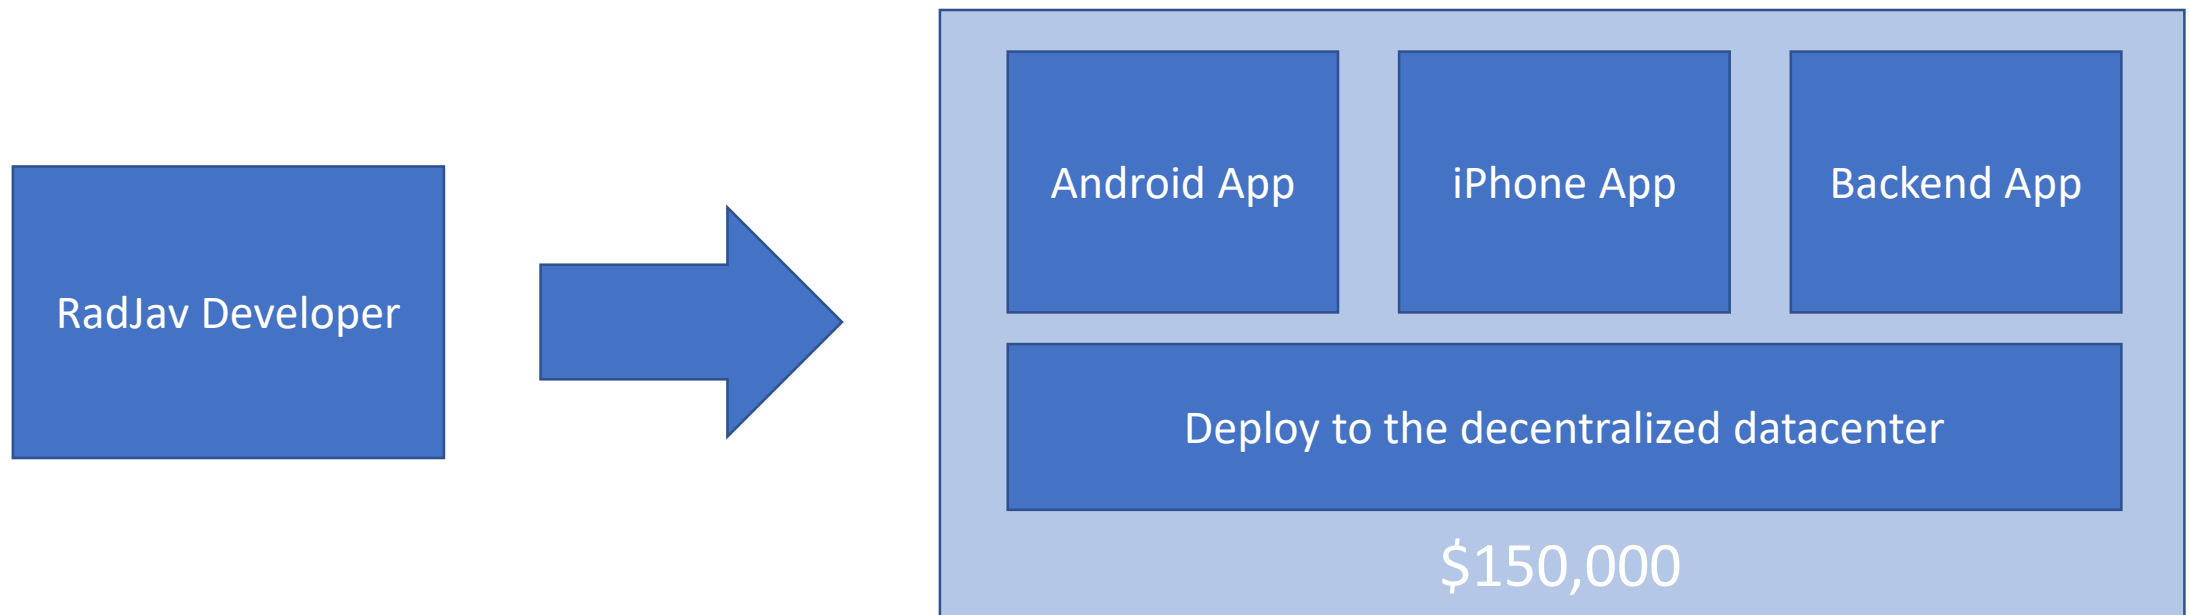 RadJav Developer
Android App
iPhone App
Backend App
Deploy to the decentralized datacenter
$150,000